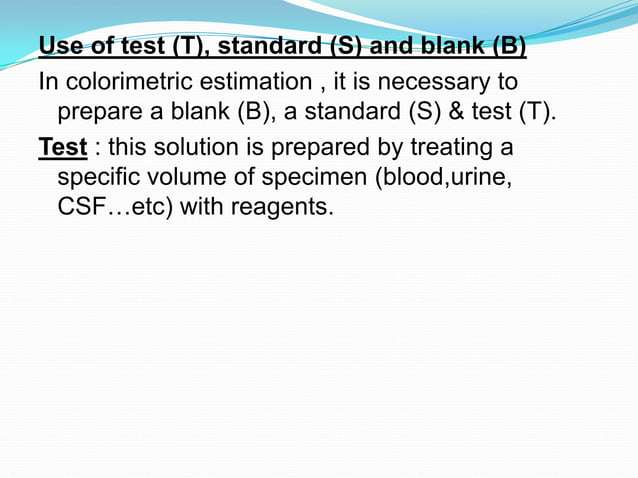 Use of test (T), standard (S) and blank (B)
In colorimetric estimation , it is necessary to
prepare a blank (B), a standard (S) & test (T).
Test : this solution is prepared by treating a
specific volume of specimen (blood,urine,
CSF…etc) with reagents.